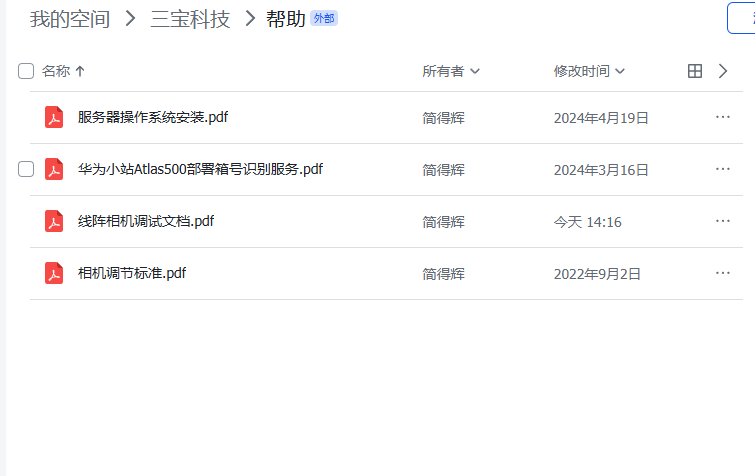 我的空间 > 三宝科技 > 帮助 外部
名称 所有者 修改时间
服务器操作系统安装.pdf 简得辉 2024年4月19日
华为小站Atlas500部署箱号识别服务.pdf 简得辉 2024年3月16日
线阵相机调试文档.pdf 简得辉 今天 14:16
相机调节标准.pdf 简得辉 2022年9月2日